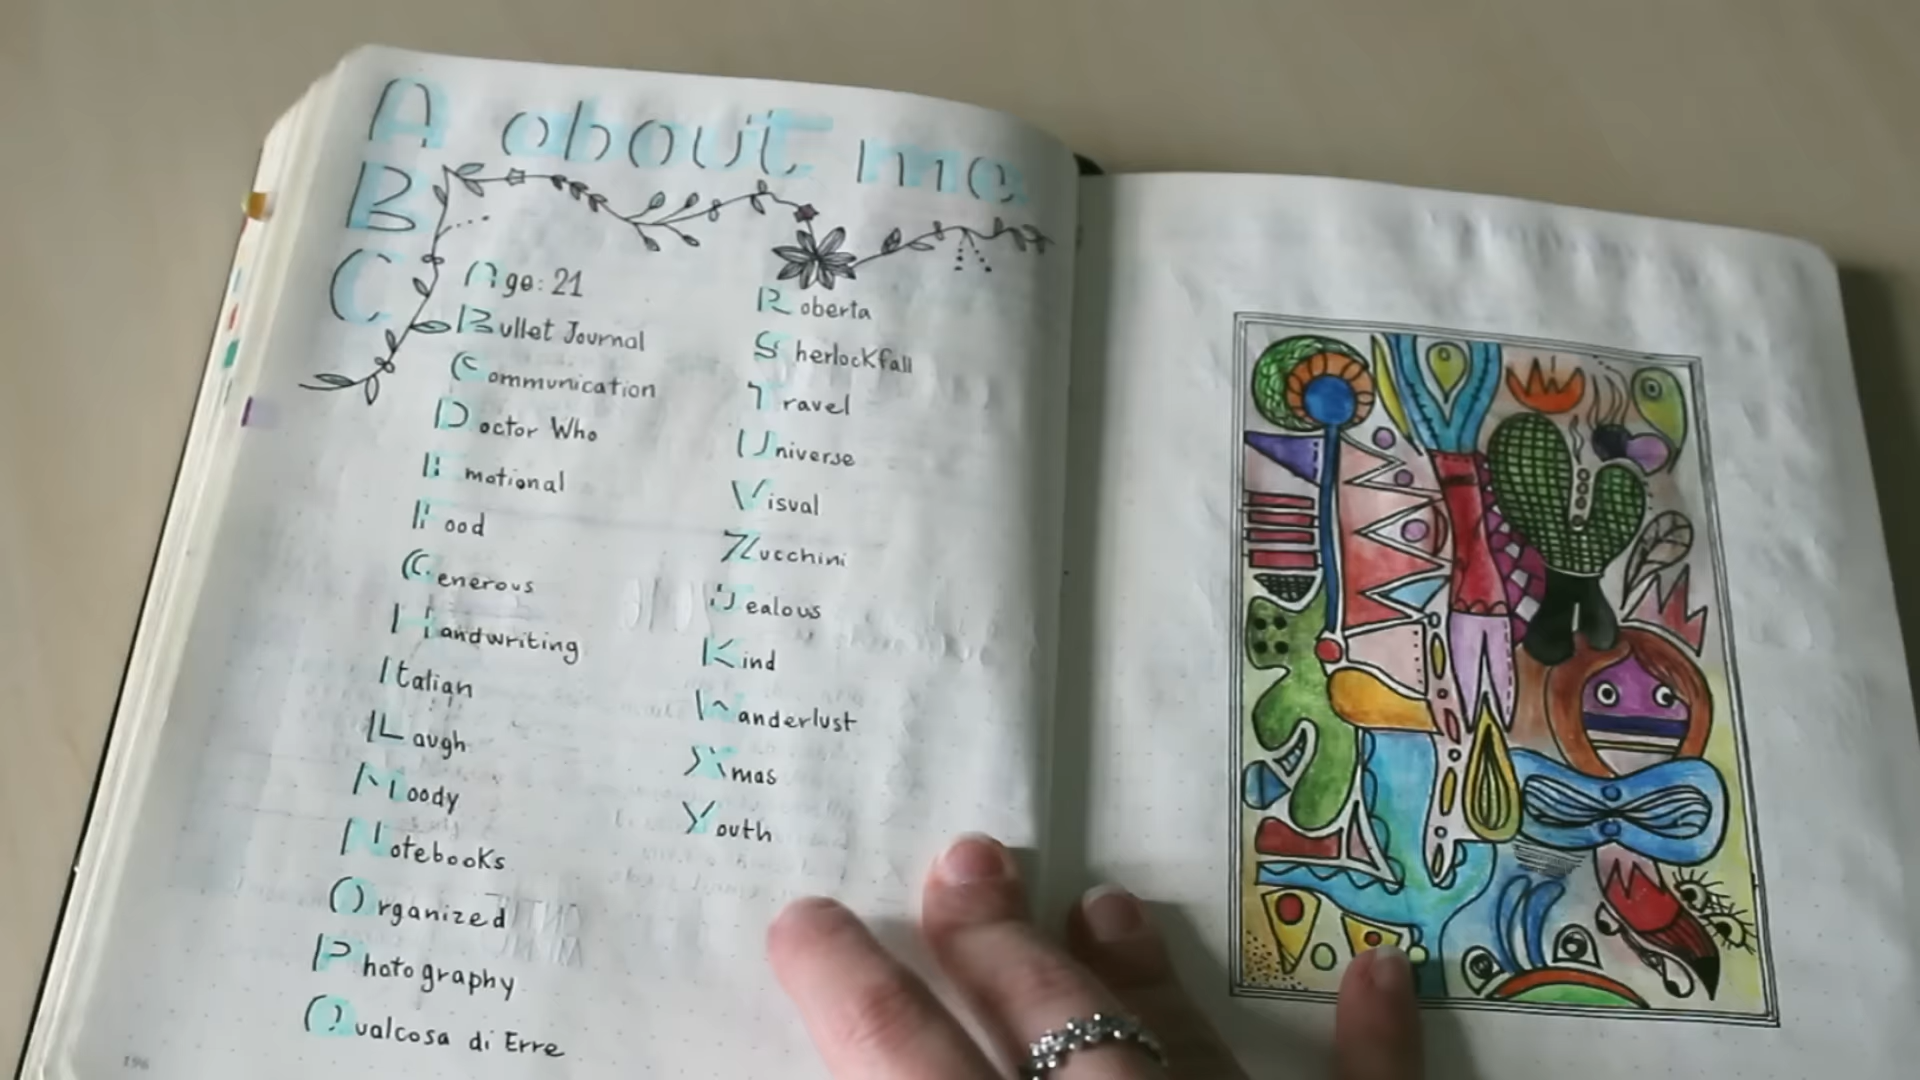 A about me
B
C
Age: 21
Bullet Journal
Communication
Doctor Who
Emotional
Food
Generous
Handwriting
Italian
Laugh
Moody
Notebooks
Organized
Photography
Qualcosa di Erre
Roberta
Sherlockfall
Travel
Universe
Visual
Zucchini
Jealous
Kind
Wanderlust
Xmas
Youth
196